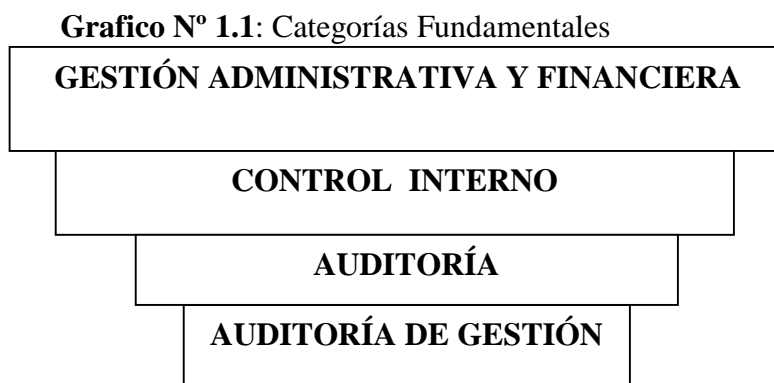 Grafico Nº 1.1: Categorías Fundamentales
GESTIÓN ADMINISTRATIVA Y FINANCIERA
CONTROL INTERNO
AUDITORÍA
AUDITORÍA DE GESTIÓN